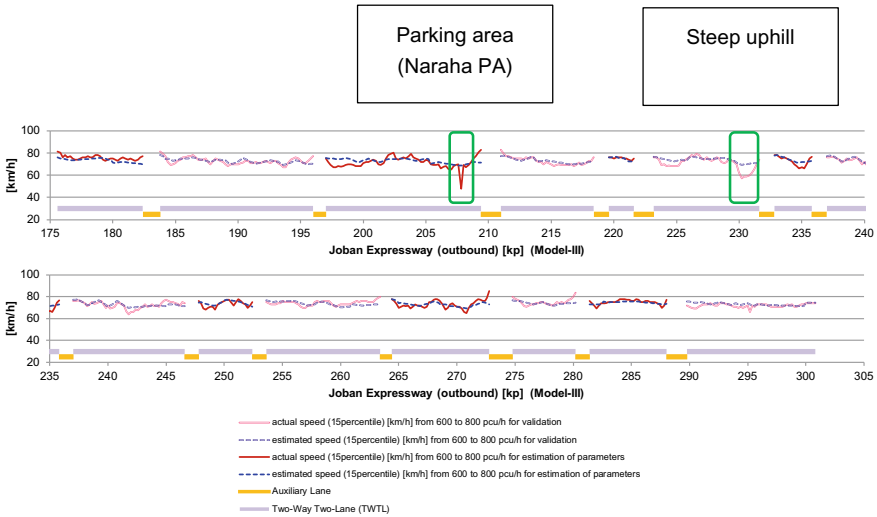 Parking area
(Naraha PA)
Steep uphill
100
80
60
40
20
[km/h]
175 180 185 190 195 200 205 210 215 220 225 230 235 240
Joban Expressway (outbound) [kp] (Model-III)
100
80
60
40
20
[km/h]
235 240 245 250 255 260 265 270 275 280 285 290 295 300 305
Joban Expressway (outbound) [kp] (Model-III)
actual speed (15percentile) [km/h] from 600 to 800 pcu/h for validation
estimated speed (15percentile) [km/h] from 600 to 800 pcu/h for validation
actual speed (15percentile) [km/h] from 600 to 800 pcu/h for estimation of parameters
estimated speed (15percentile) [km/h] from 600 to 800 pcu/h for estimation of parameters
Auxiliary Lane
Two-Way Two-Lane (TWTL)